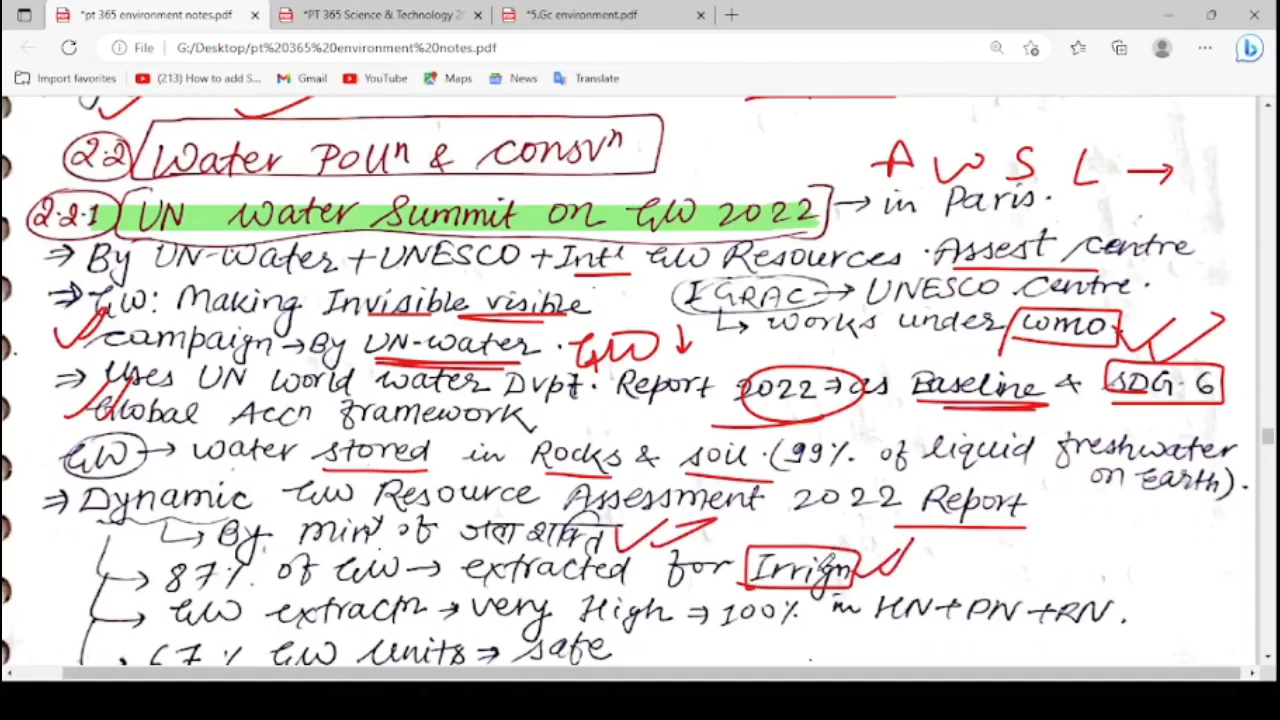 *pt 365 environment notes.pdf
*PT 365 Science & Technology 2
*5.Gc environment.pdf
File G:/Desktop/pt%20365%20environment%20notes.pdf
Import favorites (213) How to add S... Gmail YouTube Maps News Translate
2.2 Water Pollⁿ & Consvⁿ
A W S L →
2.2.1 UN Water Summit on GW 2022 → in Paris.
⇒ By UN-Water + UNESCO + Intl GW Resources Assest centre
⇒ GW: Making Invisible visible
IGRAC → UNESCO Centre.
campaign → By UN-Water. GW ↓
↳ Works under WMO
⇒ Uses UN World Water Dvpt. Report 2022 ⇒ as Baseline & SDG-6
Global Accn framework
GW → Water stored in Rocks & soil. (99% of liquid freshwater on Earth).
⇒ Dynamic GW Resource Assessment 2022 Report
↳ By Minʸ of जल शक्ति
→ 87% of GW → extracted for Irrign
→ GW extractn → very High ⇒ 100% in HN+PN+RN.
67% GW Units ⇒ safe